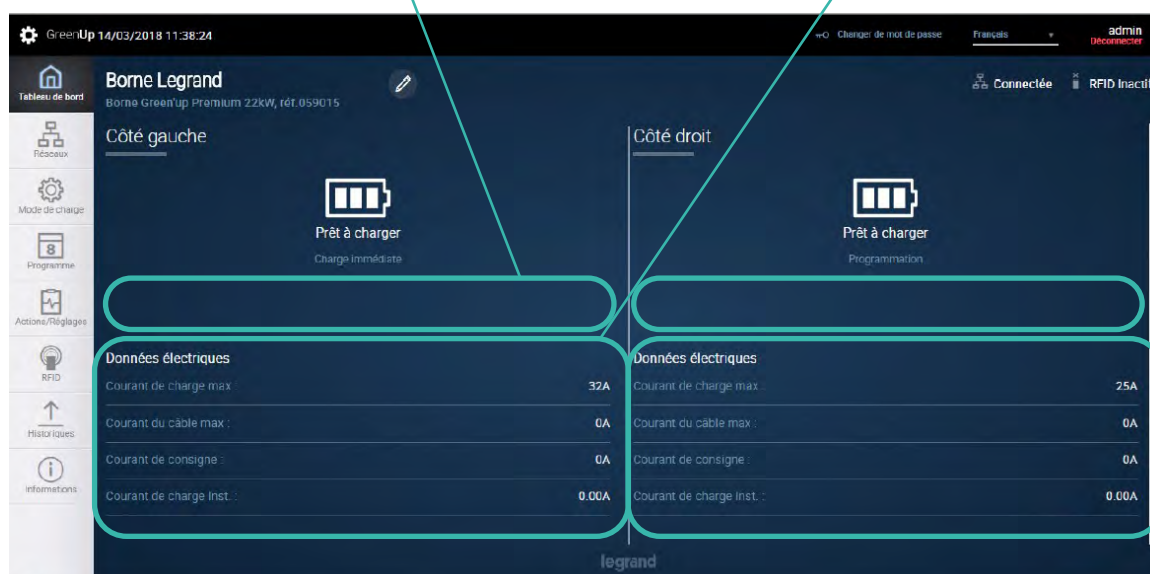 GreenUp 14/03/2018 11:38:24
Changer de mot de passe
Français
admin
Déconnecter
Tableau de bord
Borne Legrand
Borne Green'up Premium 22kW, réf.059015
Connectée
RFID Inactif
Réseaux
Mode de charge
Programme
8
Actions/Réglages
RFID
Historiques
Informations
Côté gauche
Prêt à charger
Charge immédiate
Données électriques
Courant de charge max : 32A
Courant du câble max : 0A
Courant de consigne : 0A
Courant de charge Inst. : 0.00A
Côté droit
Prêt à charger
Programmation
Données électriques
Courant de charge max : 25A
Courant du câble max : 0A
Courant de consigne : 0A
Courant de charge Inst. : 0.00A
legrand